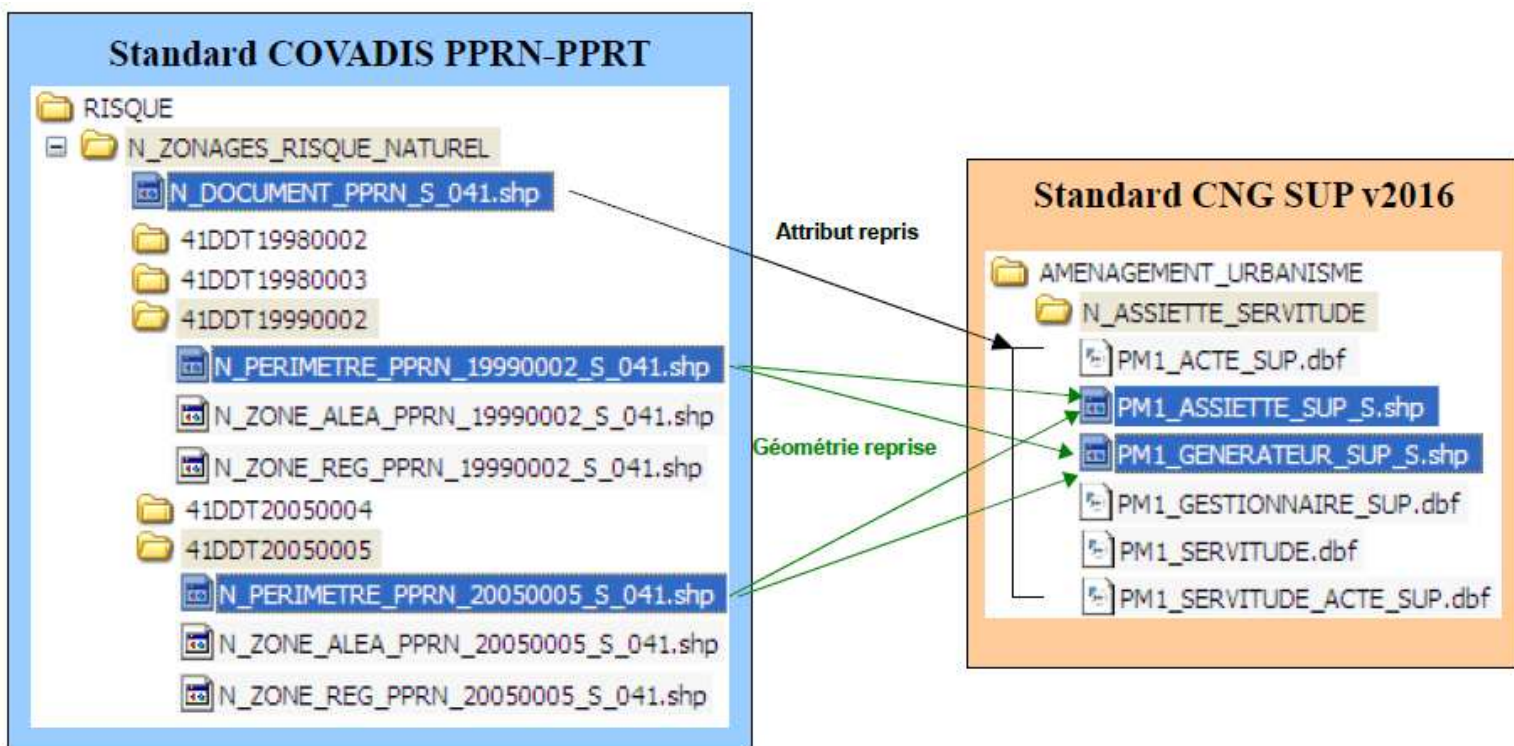 Standard COVADIS PPRN-PPRT
RISQUE
N_ZONAGES_RISQUE_NATUREL
N_DOCUMENT_PPRN_S_041.shp
41DDT19980002
41DDT19980003
41DDT19990002
N_PERIMETRE_PPRN_19990002_S_041.shp
N_ZONE_ALEA_PPRN_19990002_S_041.shp
N_ZONE_REG_PPRN_19990002_S_041.shp
41DDT20050004
41DDT20050005
N_PERIMETRE_PPRN_20050005_S_041.shp
N_ZONE_ALEA_PPRN_20050005_S_041.shp
N_ZONE_REG_PPRN_20050005_S_041.shp
Attribut repris
Géométrie reprise
Standard CNG SUP v2016
AMENAGEMENT_URBANISME
N_ASSIETTE_SERVITUDE
PM1_ACTE_SUP.dbf
PM1_ASSIETTE_SUP_S.shp
PM1_GENERATEUR_SUP_S.shp
PM1_GESTIONNAIRE_SUP.dbf
PM1_SERVITUDE.dbf
PM1_SERVITUDE_ACTE_SUP.dbf